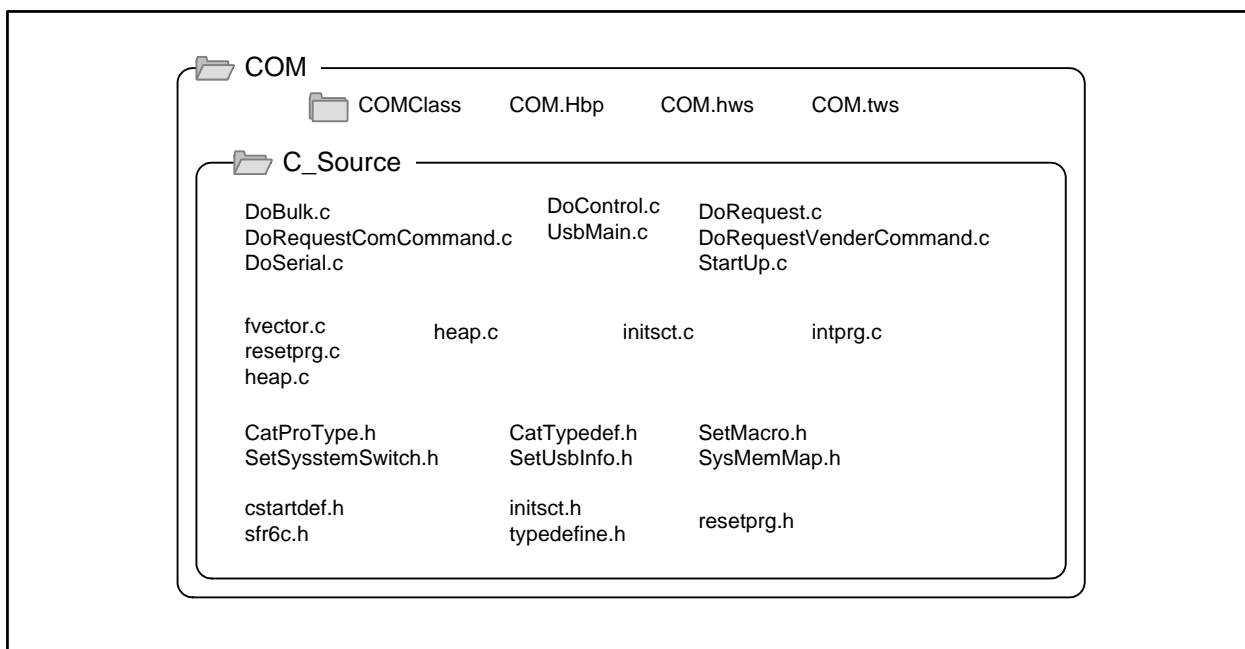 COM
COMClass COM.Hbp COM.hws COM.tws
C_Source
DoBulk.c DoControl.c DoRequest.c
DoRequestComCommand.c UsbMain.c DoRequestVenderCommand.c
DoSerial.c StartUp.c
fvector.c heap.c initsct.c intprg.c
resetprg.c
heap.c
CatProType.h CatTypedef.h SetMacro.h
SetSysstemSwitch.h SetUsbInfo.h SysMemMap.h
cstartdef.h initsct.h resetprg.h
sfr6c.h typedefine.h